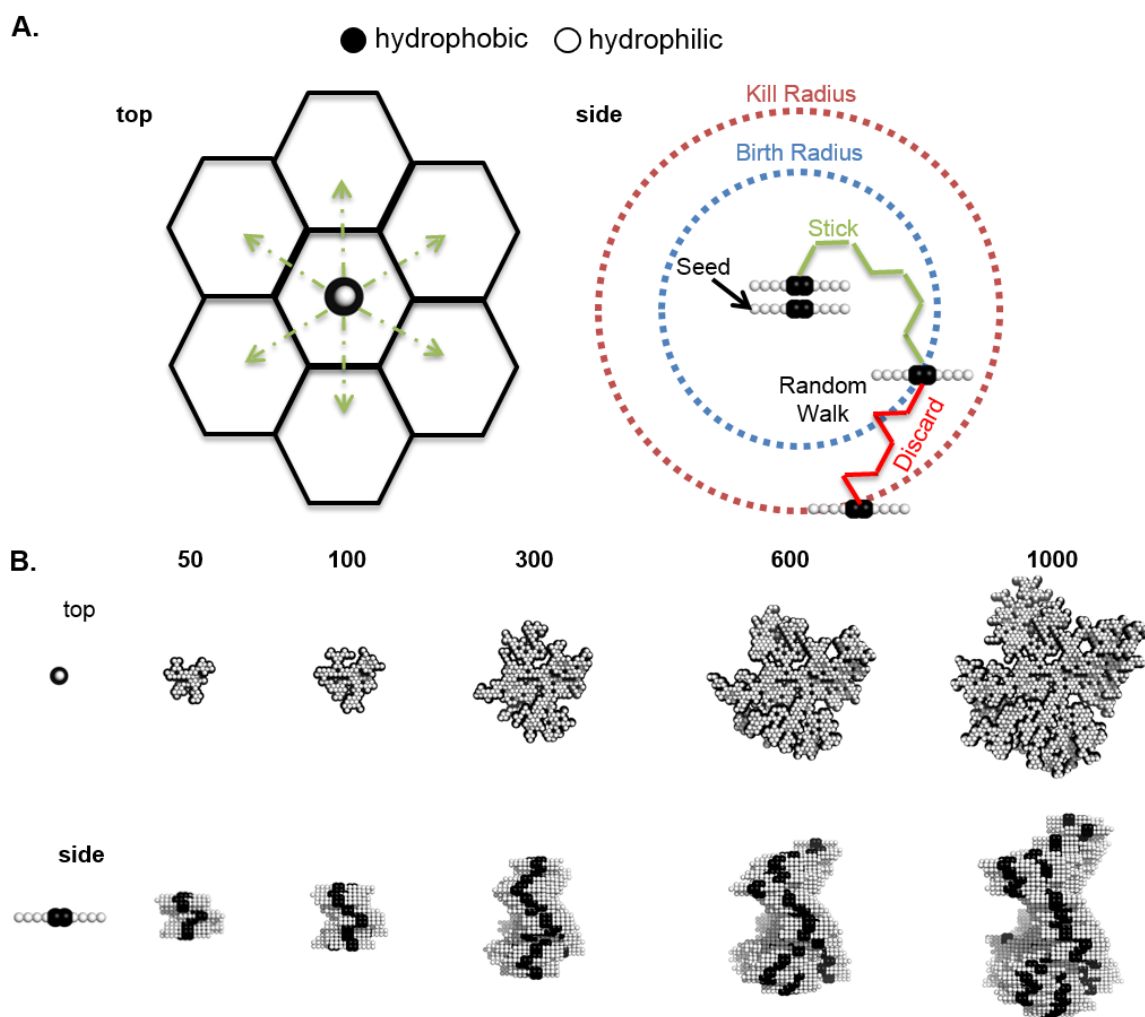 A.
hydrophobic hydrophilic
top
side
Kill Radius
Birth Radius
Stick
Seed
Random
Walk
Discard
B.
50 100 300 600 1000
top
side